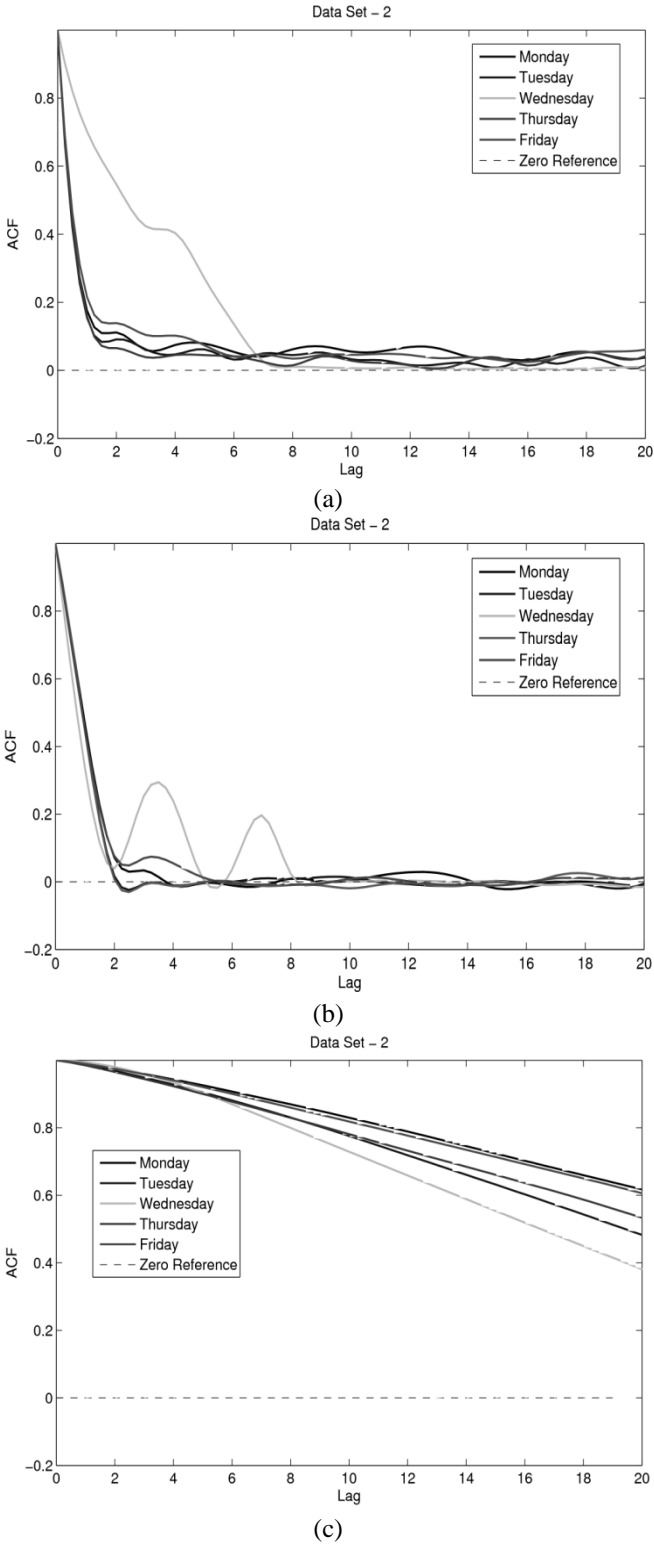 Data Set – 2
Monday
Tuesday
Wednesday
Thursday
Friday
Zero Reference
ACF
0.8
0.6
0.4
0.2
0
−0.2
0 2 4 6 8 10 12 14 16 18 20
Lag
(a)
Data Set – 2
Monday
Tuesday
Wednesday
Thursday
Friday
Zero Reference
ACF
0.8
0.6
0.4
0.2
0
−0.2
0 2 4 6 8 10 12 14 16 18 20
Lag
(b)
Data Set – 2
Monday
Tuesday
Wednesday
Thursday
Friday
Zero Reference
ACF
0.8
0.6
0.4
0.2
0
−0.2
0 2 4 6 8 10 12 14 16 18 20
Lag
(c)